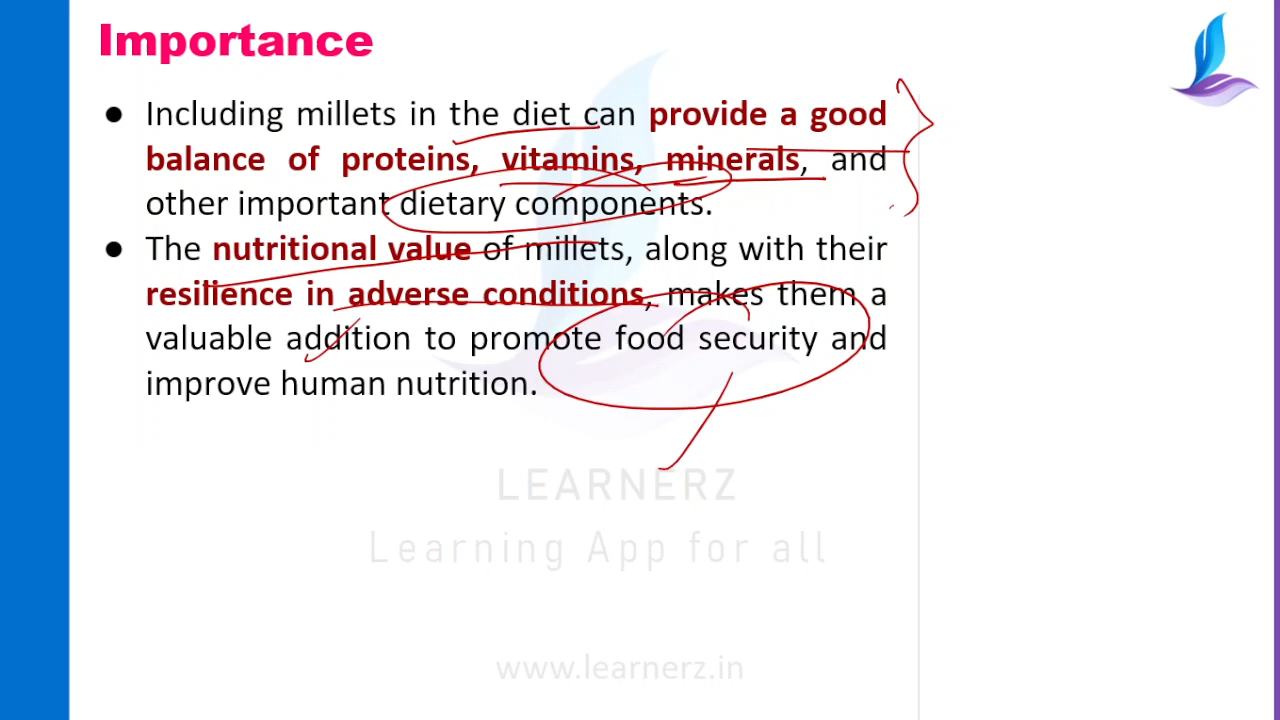 Importance
● Including millets in the diet can provide a good
balance of proteins, vitamins, minerals, and
other important dietary components.
● The nutritional value of millets, along with their
resilience in adverse conditions, makes them a
valuable addition to promote food security and
improve human nutrition.
LEARNERZ
Learning App for all
www.learnerz.in